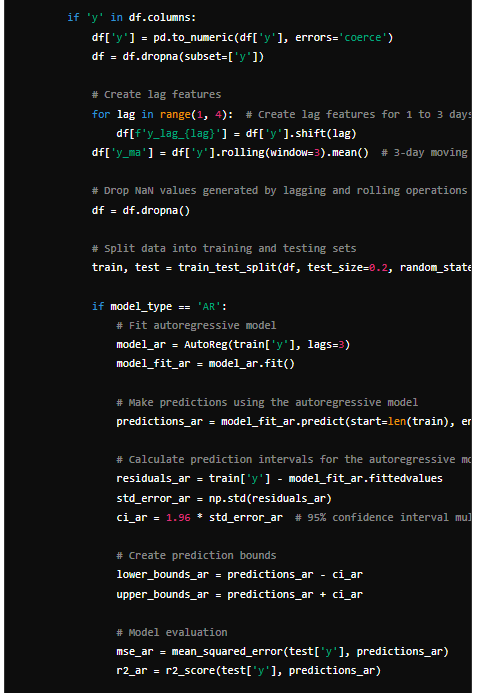 if 'y' in df.columns:
df['y'] = pd.to_numeric(df['y'], errors='coerce')
df = df.dropna(subset=['y'])
# Create lag features
for lag in range(1, 4):  # Create lag features for 1 to 3 days
df[f'y_lag_{lag}'] = df['y'].shift(lag)
df['y_ma'] = df['y'].rolling(window=3).mean()  # 3-day moving
# Drop NaN values generated by lagging and rolling operations
df = df.dropna()
# Split data into training and testing sets
train, test = train_test_split(df, test_size=0.2, random_state
if model_type == 'AR':
# Fit autoregressive model
model_ar = AutoReg(train['y'], lags=3)
model_fit_ar = model_ar.fit()
# Make predictions using the autoregressive model
predictions_ar = model_fit_ar.predict(start=len(train), en
# Calculate prediction intervals for the autoregressive mo
residuals_ar = train['y'] - model_fit_ar.fittedvalues
std_error_ar = np.std(residuals_ar)
ci_ar = 1.96 * std_error_ar  # 95% confidence interval mul
# Create prediction bounds
lower_bounds_ar = predictions_ar - ci_ar
upper_bounds_ar = predictions_ar + ci_ar
# Model evaluation
mse_ar = mean_squared_error(test['y'], predictions_ar)
r2_ar = r2_score(test['y'], predictions_ar)